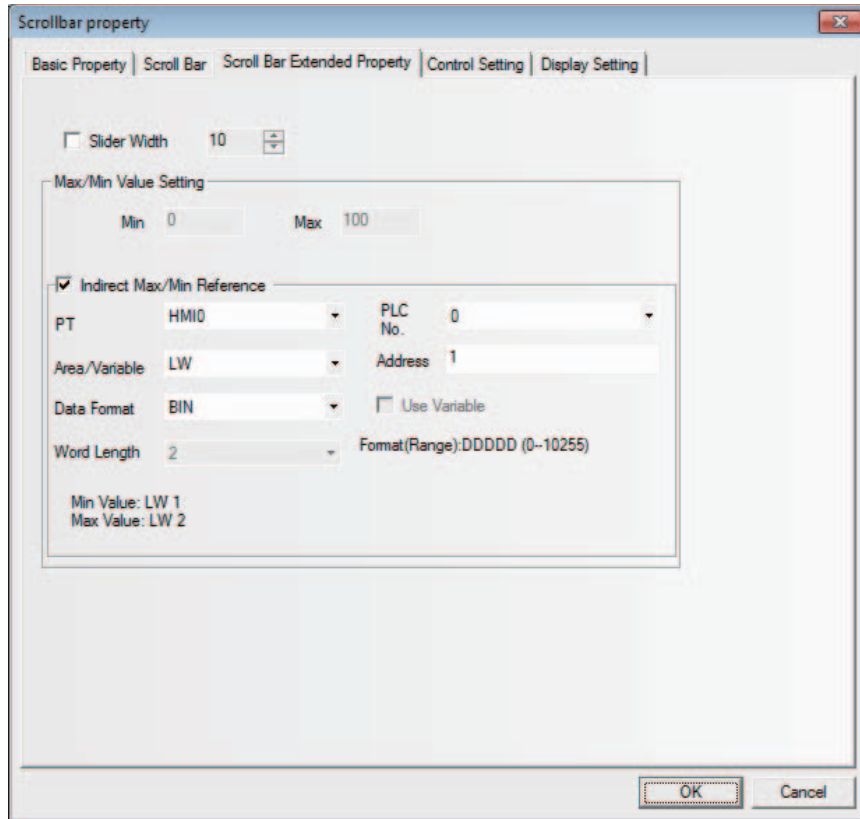 Scrollbar property
Basic Property Scroll Bar Scroll Bar Extended Property Control Setting Display Setting
Slider Width 10
Max/Min Value Setting
Min 0 Max 100
Indirect Max/Min Reference
PT HMI0 PLC No. 0
Area/Variable LW Address 1
Data Format BIN Use Variable
Word Length 2 Format(Range):DDDDD (0--10255)
Min Value: LW 1
Max Value: LW 2
OK Cancel